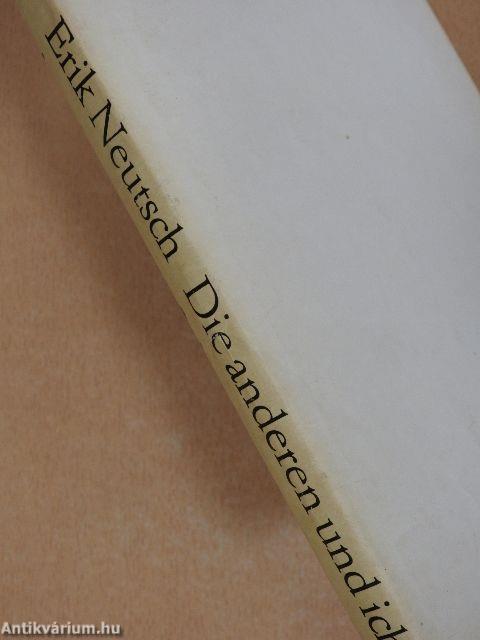 Erik Neutsch Die anderen und ich
Antikvárium.hu